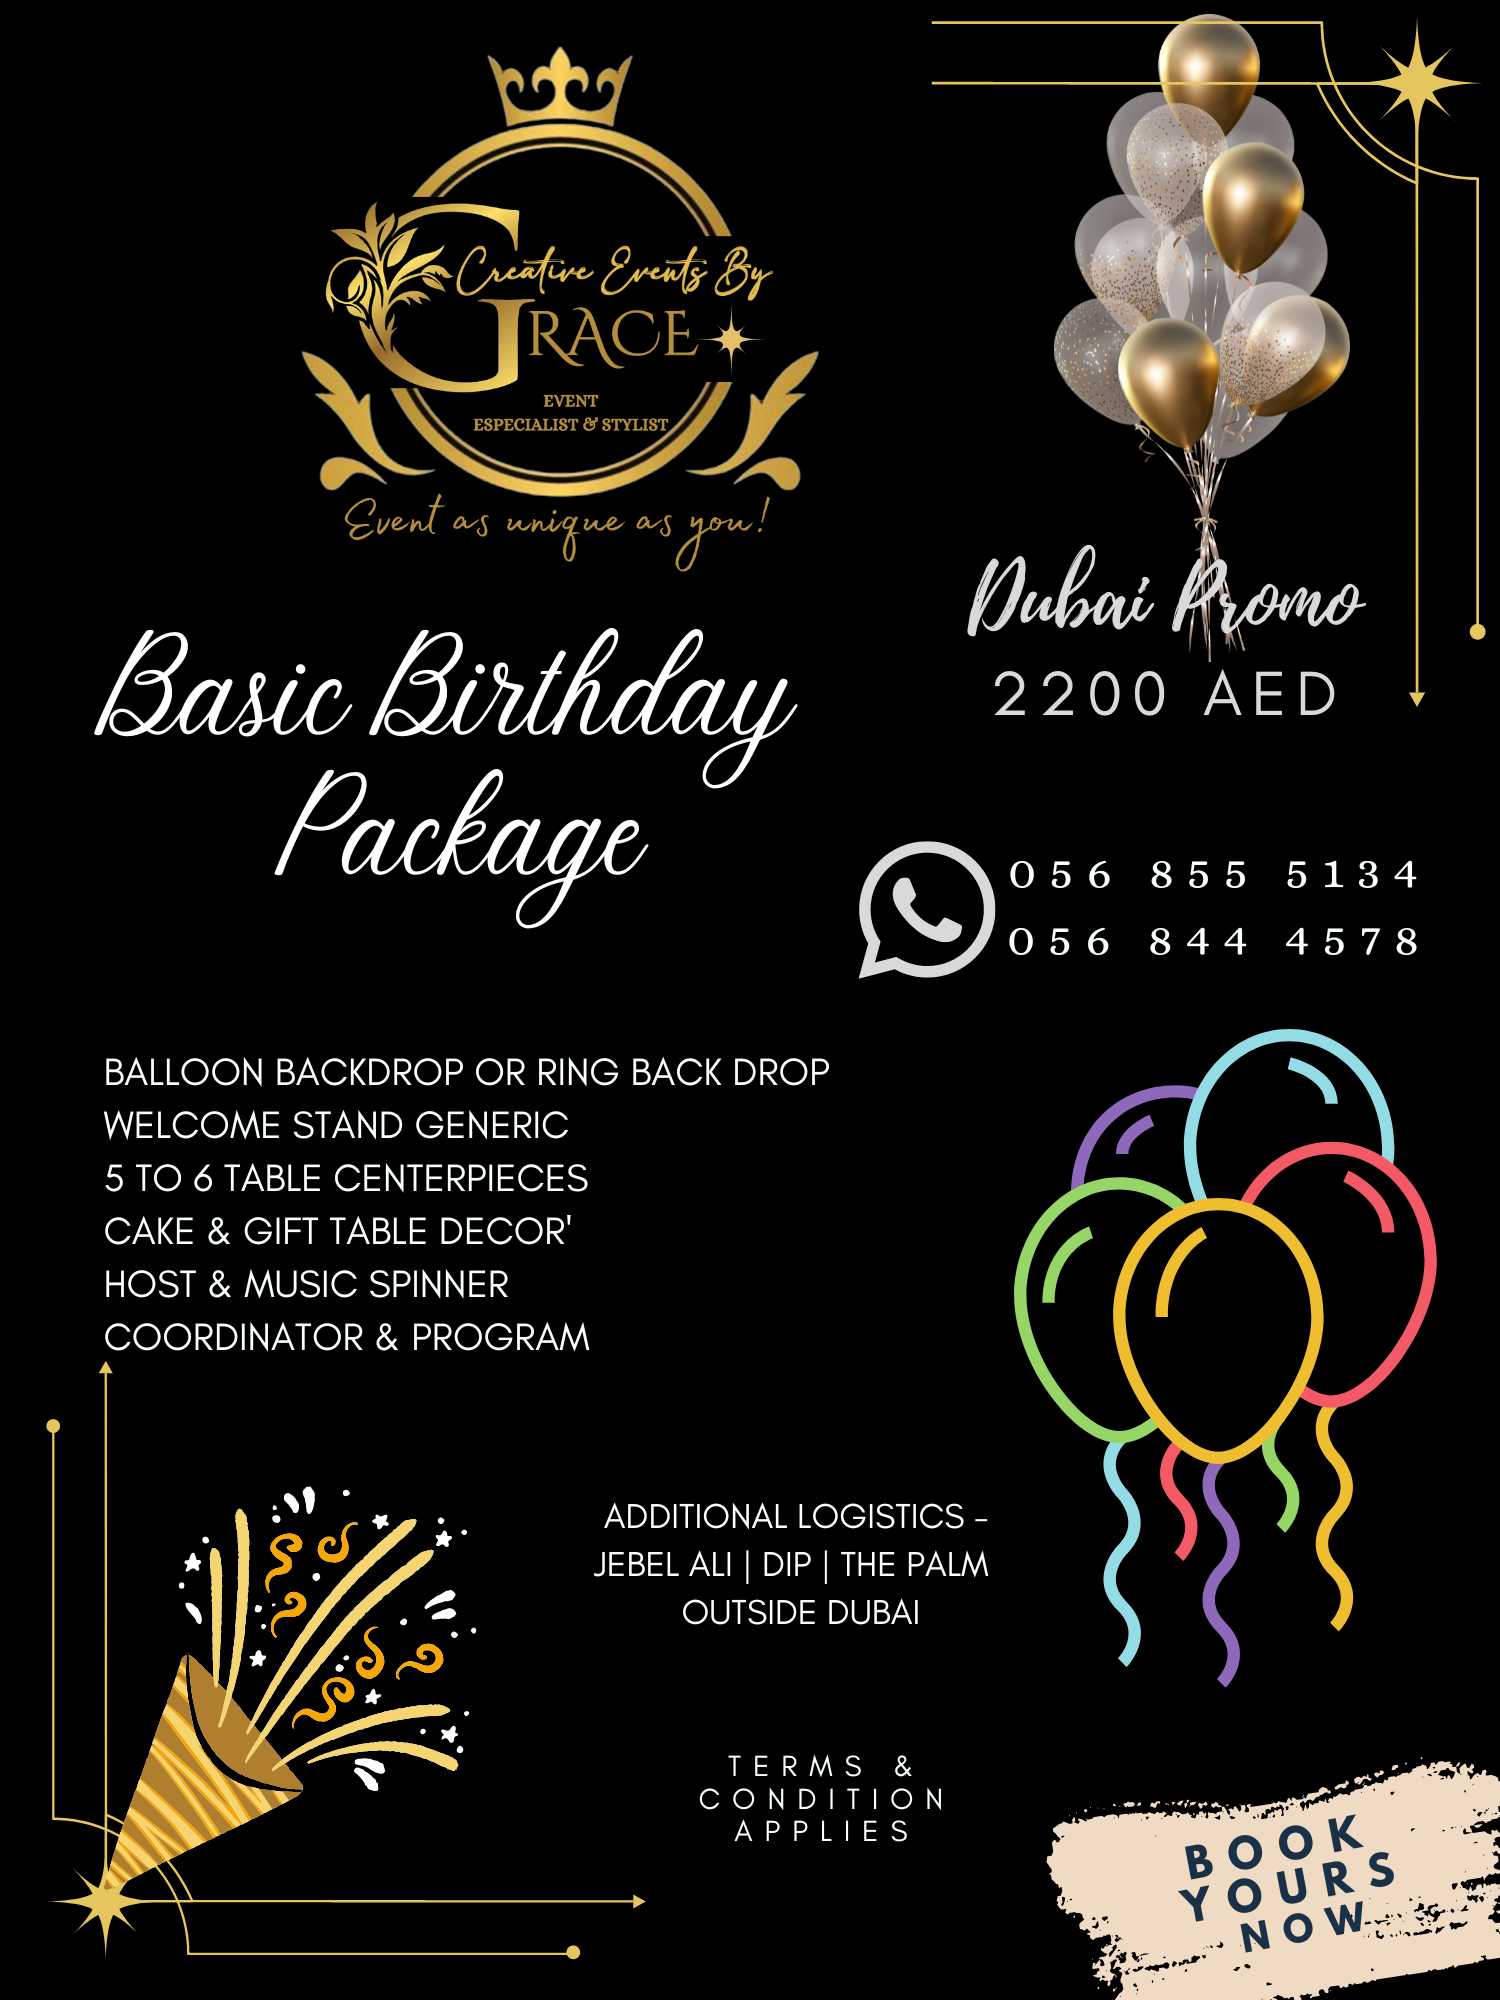 Creative Events By
GRACE
EVENT
ESPECIALIST & STYLIST
Event as unique as you!
Dubai Promo
2200 AED
Basic Birthday
Package
056 855 5134
056 844 4578
BALLOON BACKDROP OR RING BACK DROP
WELCOME STAND GENERIC
5 TO 6 TABLE CENTERPIECES
CAKE & GIFT TABLE DECOR'
HOST & MUSIC SPINNER
COORDINATOR & PROGRAM
ADDITIONAL LOGISTICS -
JEBEL ALI | DIP | THE PALM
OUTSIDE DUBAI
TERMS &
CONDITION
APPLIES
BOOK
YOURS
NOW